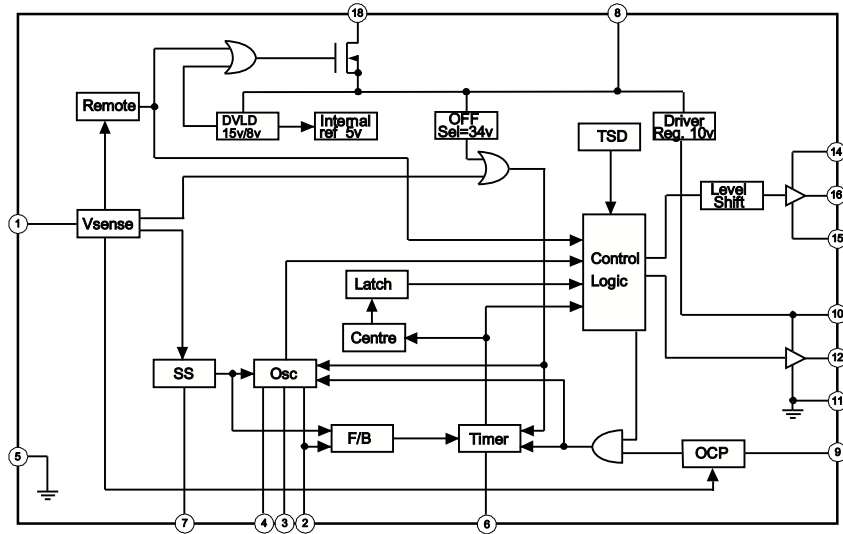 18
8
Remote
DVLD
15v/8v
Internal
ref 5v
OFF
Sel=34v
Driver
Reg. 10v
TSD
14
Level
Shift
16
1
Vsense
15
Control
Logic
Latch
Centre
10
12
SS
Osc
11
F/B
Timer
5
OCP
9
7
4
3
2
6